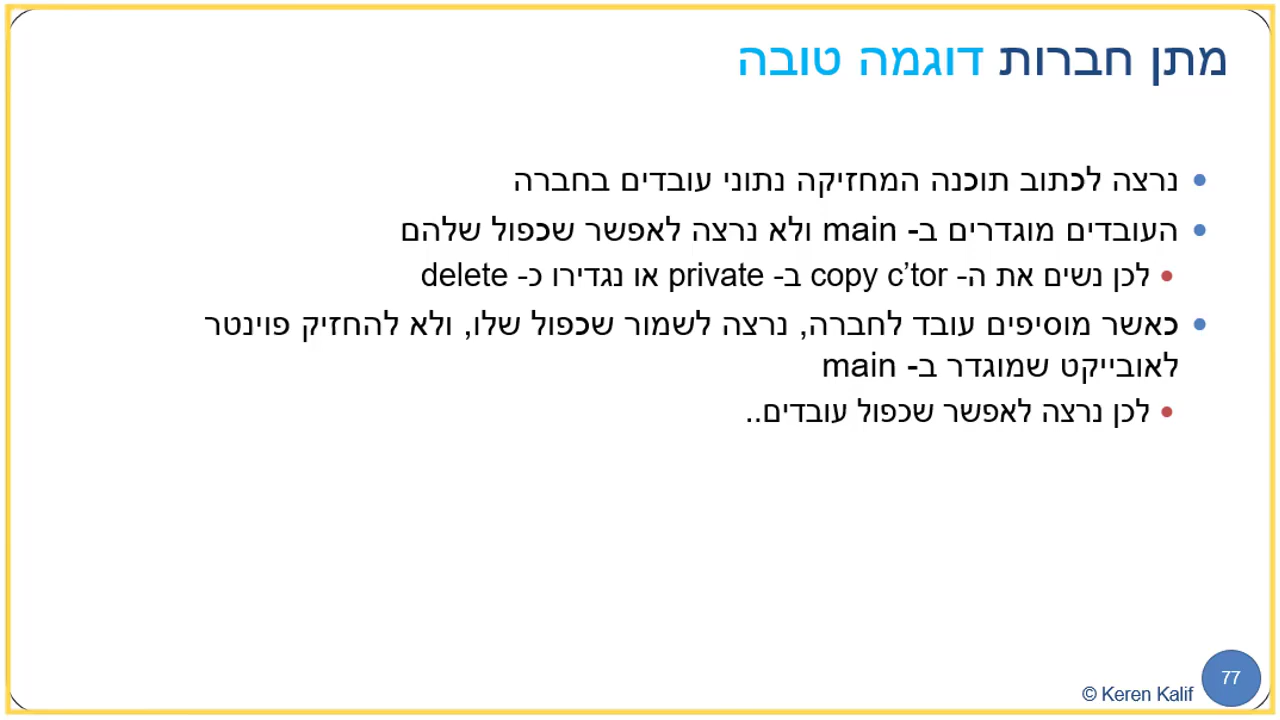 מתן חברות דוגמה טובה
• נרצה לכתוב תוכנה המחזיקה נתוני עובדים בחברה
• העובדים מוגדרים ב- main ולא נרצה לאפשר שכפול שלהם
• לכן נשים את ה- copy c’tor ב- private או נגדירו כ- delete
• כאשר מוסיפים עובד לחברה, נרצה לשמור שכפול שלו, ולא להחזיק פוינטר
לאובייקט שמוגדר ב- main
• לכן נרצה לאפשר שכפול עובדים..
77
© Keren Kalif